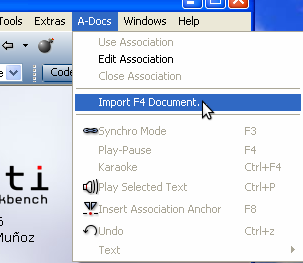 Tools Extras A-Docs Windows Help
Use Association
Edit Association
Close Association
Code
Import F4 Document.
Synchro Mode F3
Play-Pause F4
Karaoke Ctrl+F4
Play Selected Text Ctrl+P
Insert Association Anchor F8
Undo Ctrl+z
Text
ti
kbench
Muñoz